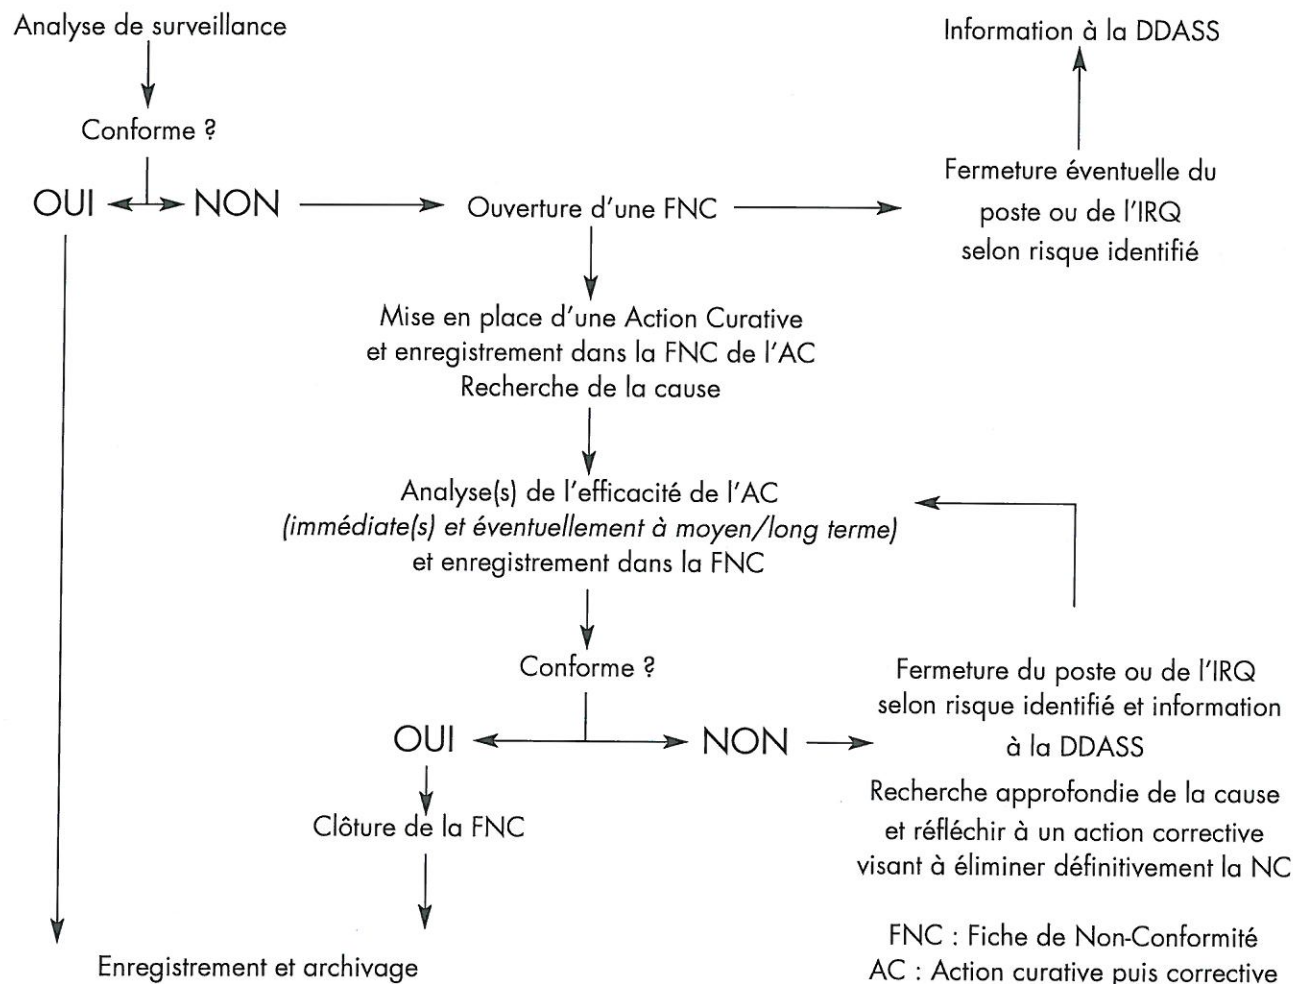 Analyse de surveillance
Information à la DDASS
Conforme ?
OUI
NON
Ouverture d'une FNC
Fermeture éventuelle du
poste ou de l'IRQ
selon risque identifié
Mise en place d'une Action Curative
et enregistrement dans la FNC de l'AC
Recherche de la cause
Analyse(s) de l'efficacité de l'AC
(immédiate(s) et éventuellement à moyen/long terme)
et enregistrement dans la FNC
Conforme ?
OUI
NON
Fermeture du poste ou de l'IRQ
selon risque identifié et information
à la DDASS
Recherche approfondie de la cause
et réfléchir à un action corrective
visant à éliminer définitivement la NC
Clôture de la FNC
Enregistrement et archivage
FNC : Fiche de Non-Conformité
AC : Action curative puis corrective